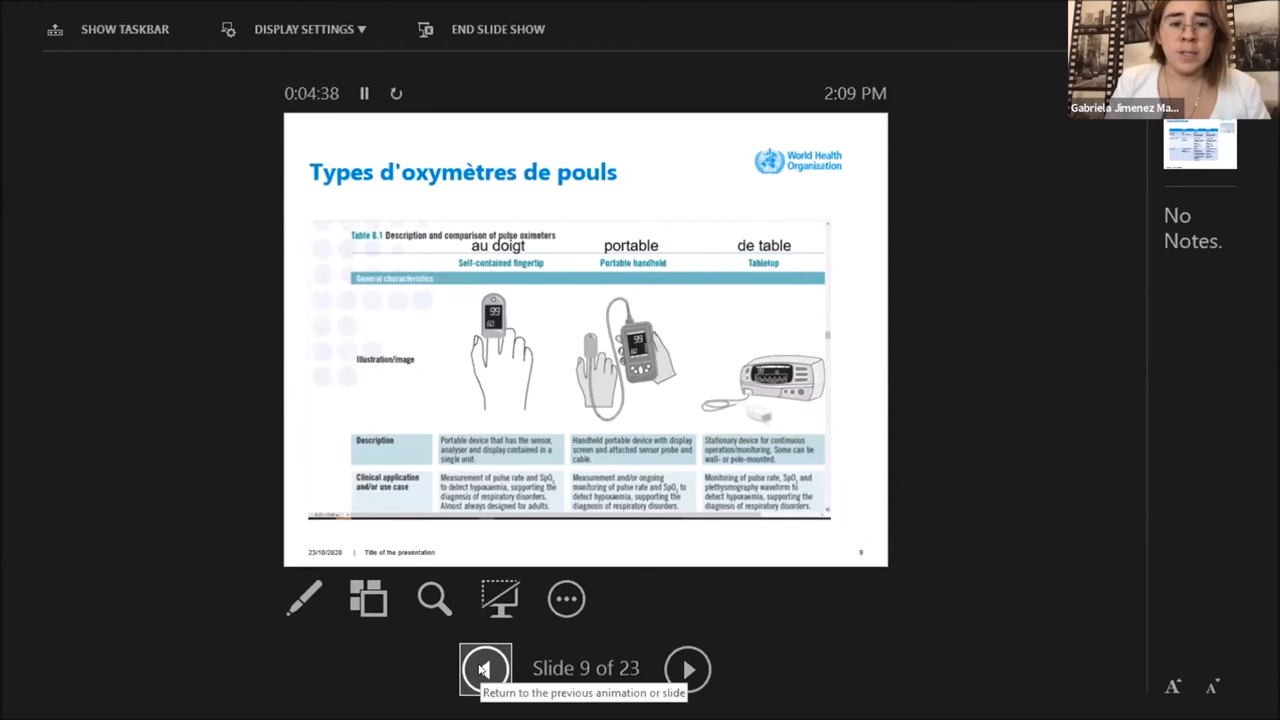 SHOW TASKBAR
DISPLAY SETTINGS ▼
END SLIDE SHOW
Gabriela Jimenez Ma...
0:04:38
2:09 PM
Types d'oxymètres de pouls
World Health
Organization
No
Notes.
Table 6.1 Description and comparison of pulse oximeters
au doigt
portable
de table
Self-contained fingertip
Portable handheld
Tabletop
General characteristics
99
60
99
60
Illustration/image
Description
Portable device that has the sensor,
analyser and display contained in a
single unit.
Handheld portable device with display
screen and attached sensor probe and
cable.
Stationary device for continuous
operation/monitoring. Some can be
wall- or pole-mounted.
Clinical application
and/or use case
Measurement of pulse rate and SpO₂
to detect hypoxaemia, supporting the
diagnosis of respiratory disorders.
Almost always designed for adults.
Measurement and/or ongoing
monitoring of pulse rate and SpO₂ to
detect hypoxaemia, supporting the
diagnosis of respiratory disorders.
Monitoring of pulse rate, SpO₂ and
plethysmography waveform to
detect hypoxaemia, supporting the
diagnosis of respiratory disorders.
23/10/2020 | Title of the presentation
9
Slide 9 of 23
Return to the previous animation or slide
A A